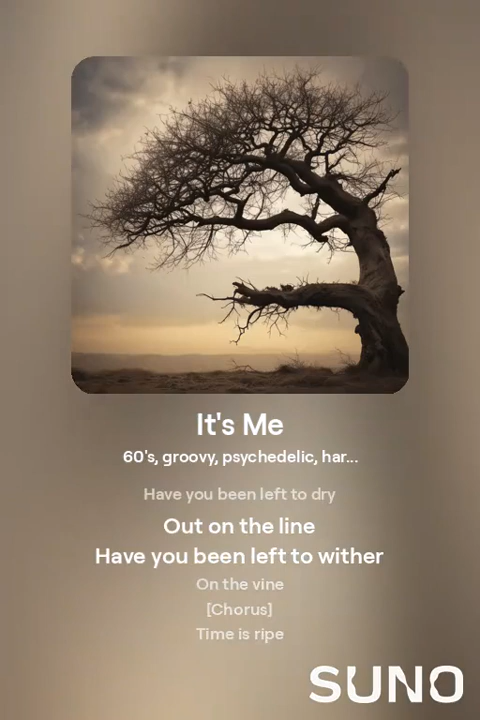 It's Me
60's, groovy, psychedelic, har...
Have you been left to dry
Out on the line
Have you been left to wither
On the vine
[Chorus]
Time is ripe
SUNO